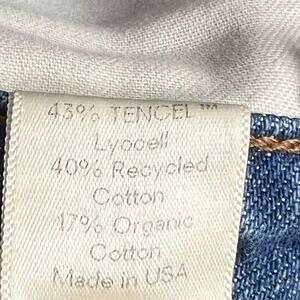 43% TENCEL™
Lyocell
40% Recycled
Cotton
17% Organic
Cotton
Made in USA